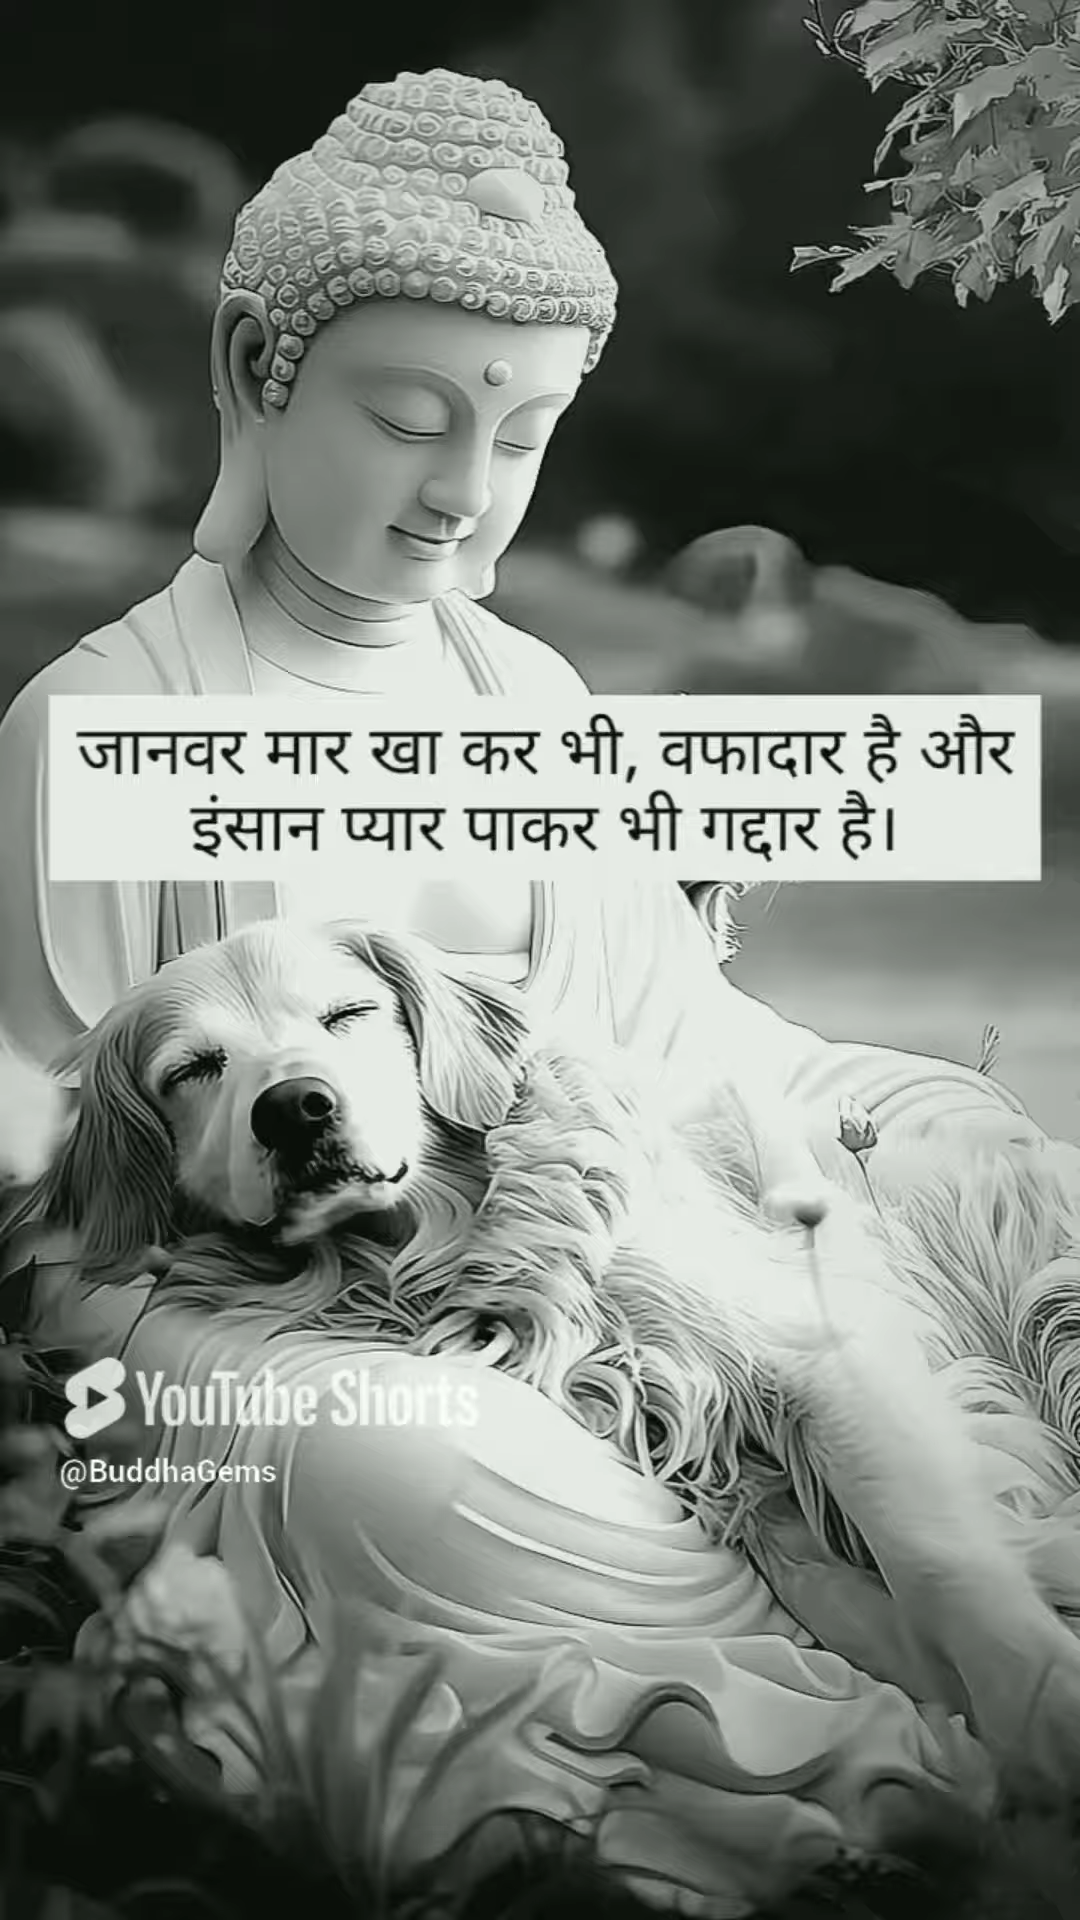 जानवर मार खा कर भी, वफादार है और
इंसान प्यार पाकर भी गद्दार है।
YouTube Shorts
@BuddhaGems